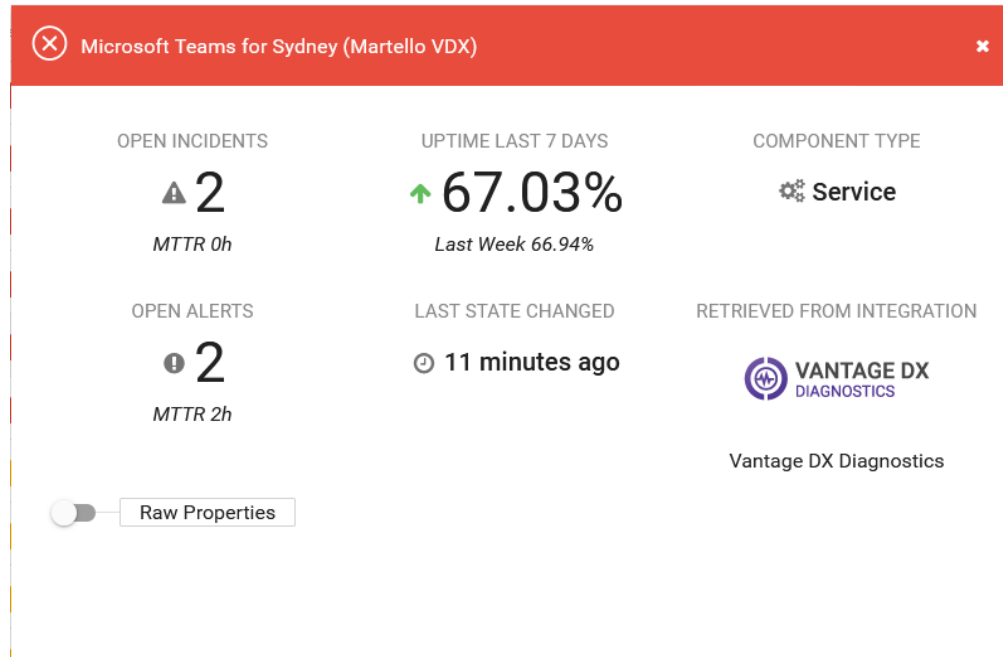 Microsoft Teams for Sydney (Martello VDX)
OPEN INCIDENTS
2
MTTR 0h
UPTIME LAST 7 DAYS
67.03%
Last Week 66.94%
COMPONENT TYPE
Service
OPEN ALERTS
2
MTTR 2h
LAST STATE CHANGED
11 minutes ago
RETRIEVED FROM INTEGRATION
VANTAGE DX
DIAGNOSTICS
Vantage DX Diagnostics
Raw Properties